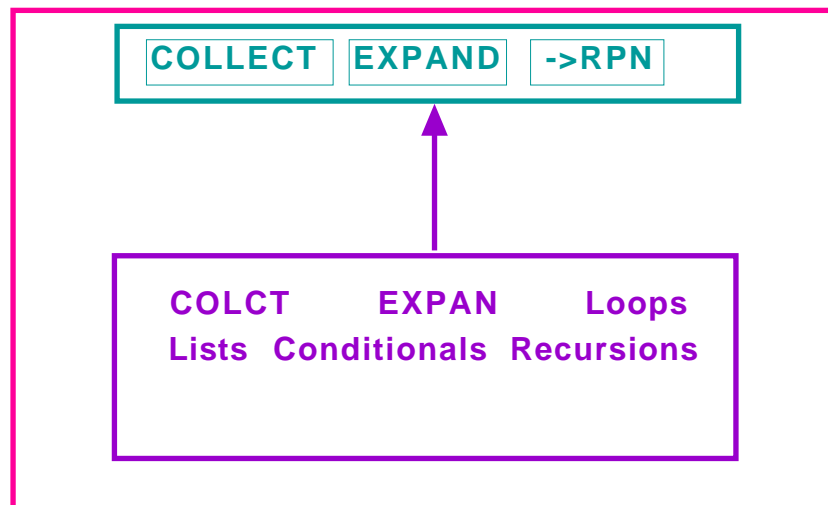 COLLECT EXPAND ->RPN
COLCT EXPAN Loops
Lists Conditionals Recursions